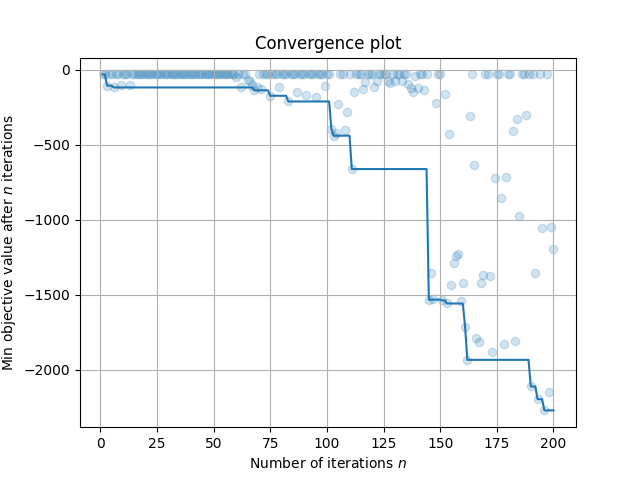 Convergence plot
Min objective value after n iterations
0
−500
−1000
−1500
−2000
0 25 50 75 100 125 150 175 200
Number of iterations n